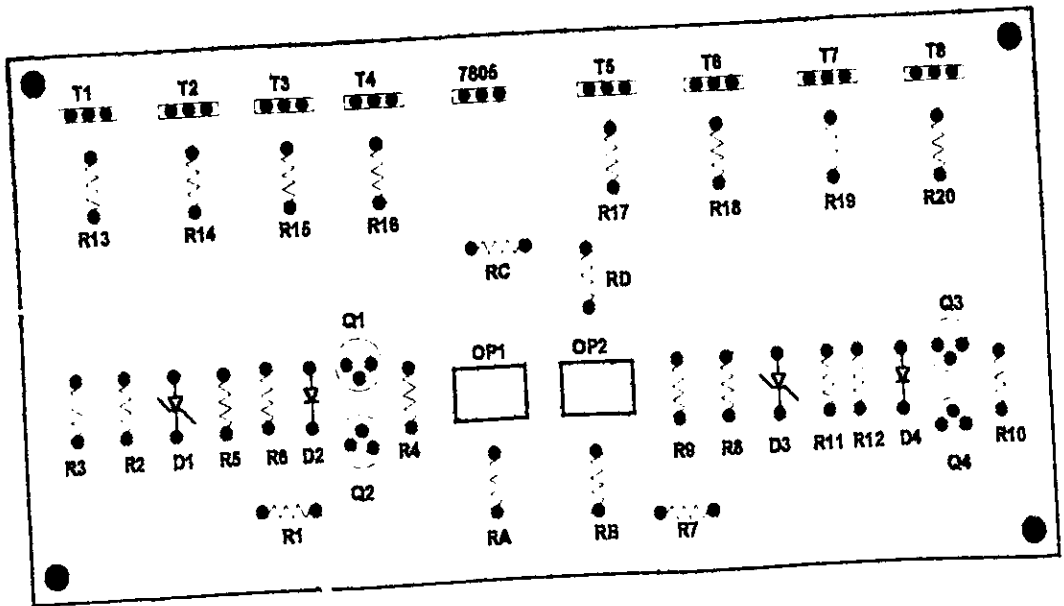 T1 T2 T3 T4 7805 T5 T6 T7 T8
R13 R14 R15 R16 R17 R18 R19 R20
RC RD
Q1 OP1 OP2 Q3
R3 R2 D1 R5 R6 D2 R4 R9 R8 D3 R11 R12 D4 R10
Q2 Q4
R1 RA RB R7